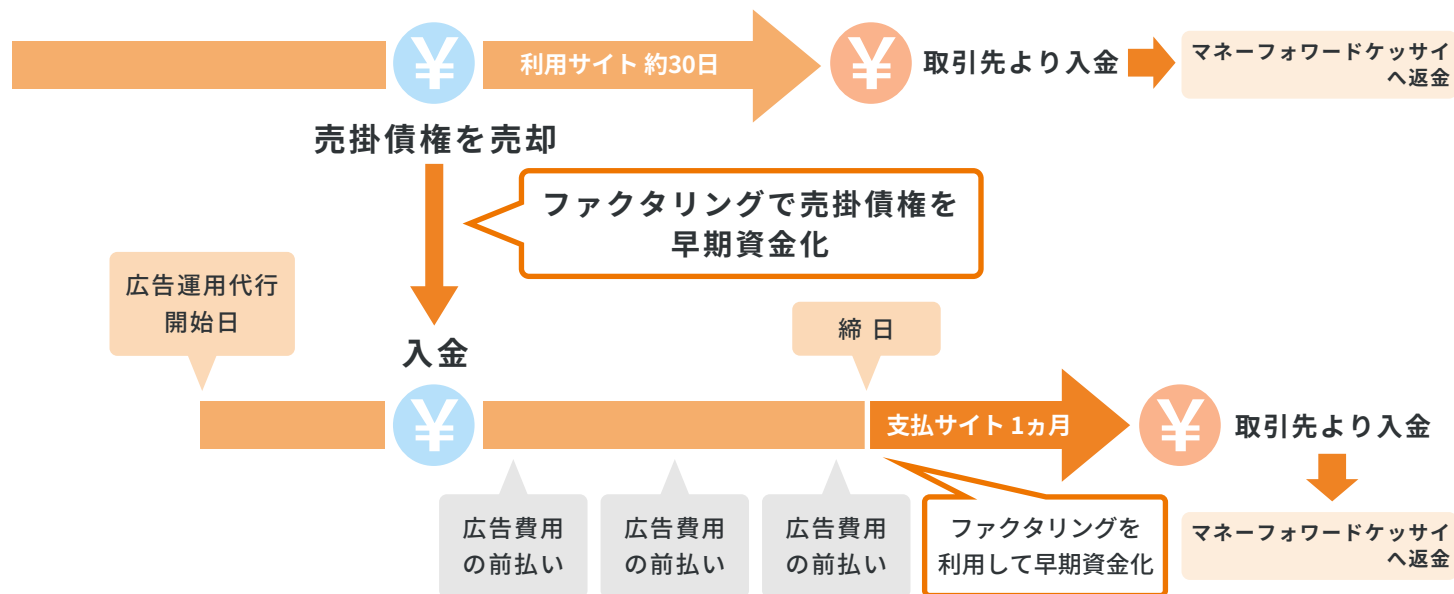 ¥
利用サイト 約30日
¥
取引先より入金
マネーフォワードケッサイ
へ返金
売掛債権を売却
ファクタリングで売掛債権を
早期資金化
広告運用代行
開始日
入金
締 日
¥
支払サイト 1ヵ月
¥
取引先より入金
広告費用
の前払い
広告費用
の前払い
広告費用
の前払い
ファクタリングを
利用して早期資金化
マネーフォワードケッサイ
へ返金